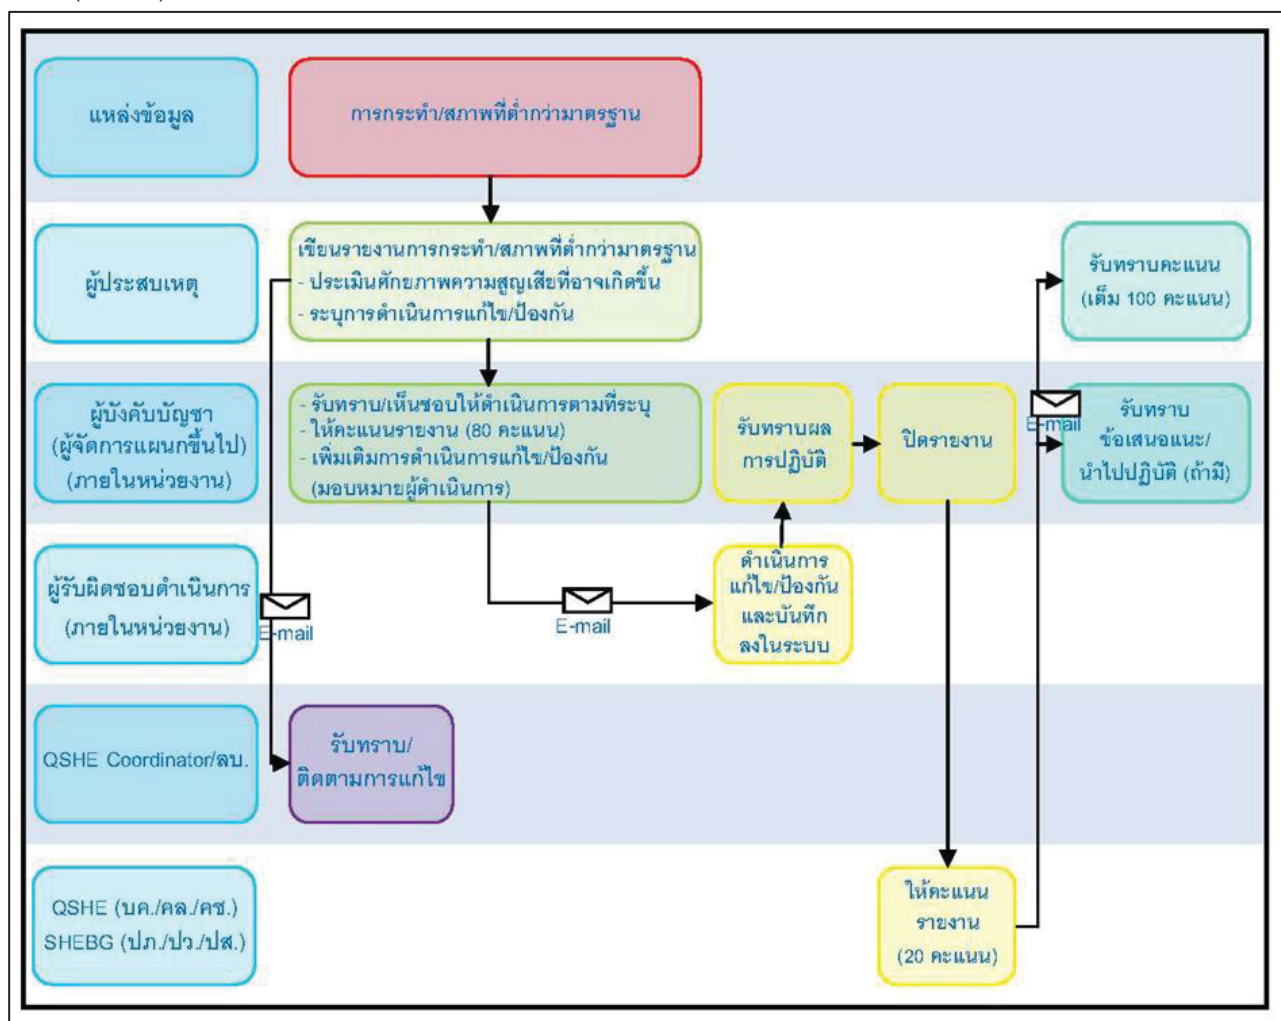 แหล่งข้อมูล
การกระทำ/สภาพที่ต่ำกว่ามาตรฐาน
ผู้ประสบเหตุ
เขียนรายงานการกระทำ/สภาพที่ต่ำกว่ามาตรฐาน
- ประเมินศักยภาพความสูญเสียที่อาจเกิดขึ้น
- ระบุการดำเนินการแก้ไข/ป้องกัน
รับทราบคะแนน
(เต็ม 100 คะแนน)
ผู้บังคับบัญชา
(ผู้จัดการแผนกขึ้นไป)
(ภายในหน่วยงาน)
- รับทราบ/เห็นชอบให้ดำเนินการตามที่ระบุ
- ให้คะแนนรายงาน (80 คะแนน)
- เพิ่มเติมการดำเนินการแก้ไข/ป้องกัน
(มอบหมายผู้ดำเนินการ)
รับทราบผล
การปฏิบัติ
ปิดรายงาน
E-mail
รับทราบ
ข้อเสนอแนะ/
นำไปปฏิบัติ (ถ้ามี)
ผู้รับผิดชอบดำเนินการ
(ภายในหน่วยงาน)
E-mail
E-mail
ดำเนินการ
แก้ไข/ป้องกัน
และบันทึก
ลงในระบบ
QSHE Coordinator/ลบ.
รับทราบ/
ติดตามการแก้ไข
QSHE (บค./คล./คช.)
SHEBG (ปภ./ปว./ปส.)
ให้คะแนน
รายงาน
(20 คะแนน)